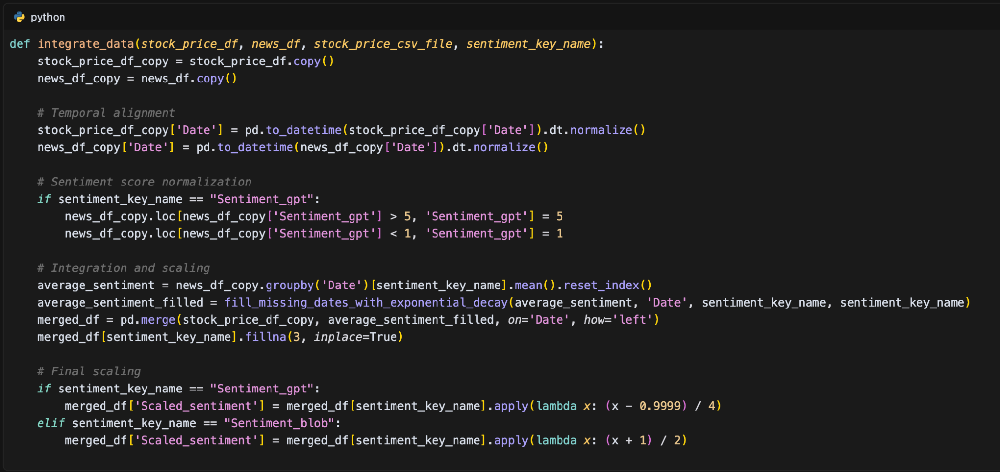 python
def integrate_data(stock_price_df, news_df, stock_price_csv_file, sentiment_key_name):
    stock_price_df_copy = stock_price_df.copy()
    news_df_copy = news_df.copy()

    # Temporal alignment
    stock_price_df_copy['Date'] = pd.to_datetime(stock_price_df_copy['Date']).dt.normalize()
    news_df_copy['Date'] = pd.to_datetime(news_df_copy['Date']).dt.normalize()

    # Sentiment score normalization
    if sentiment_key_name == "Sentiment_gpt":
        news_df_copy.loc[news_df_copy['Sentiment_gpt'] > 5, 'Sentiment_gpt'] = 5
        news_df_copy.loc[news_df_copy['Sentiment_gpt'] < 1, 'Sentiment_gpt'] = 1

    # Integration and scaling
    average_sentiment = news_df_copy.groupby('Date')[sentiment_key_name].mean().reset_index()
    average_sentiment_filled = fill_missing_dates_with_exponential_decay(average_sentiment, 'Date', sentiment_key_name, sentiment_key_name)
    merged_df = pd.merge(stock_price_df_copy, average_sentiment_filled, on='Date', how='left')
    merged_df[sentiment_key_name].fillna(3, inplace=True)

    # Final scaling
    if sentiment_key_name == "Sentiment_gpt":
        merged_df['Scaled_sentiment'] = merged_df[sentiment_key_name].apply(lambda x: (x - 0.9999) / 4)
    elif sentiment_key_name == "Sentiment_blob":
        merged_df['Scaled_sentiment'] = merged_df[sentiment_key_name].apply(lambda x: (x + 1) / 2)